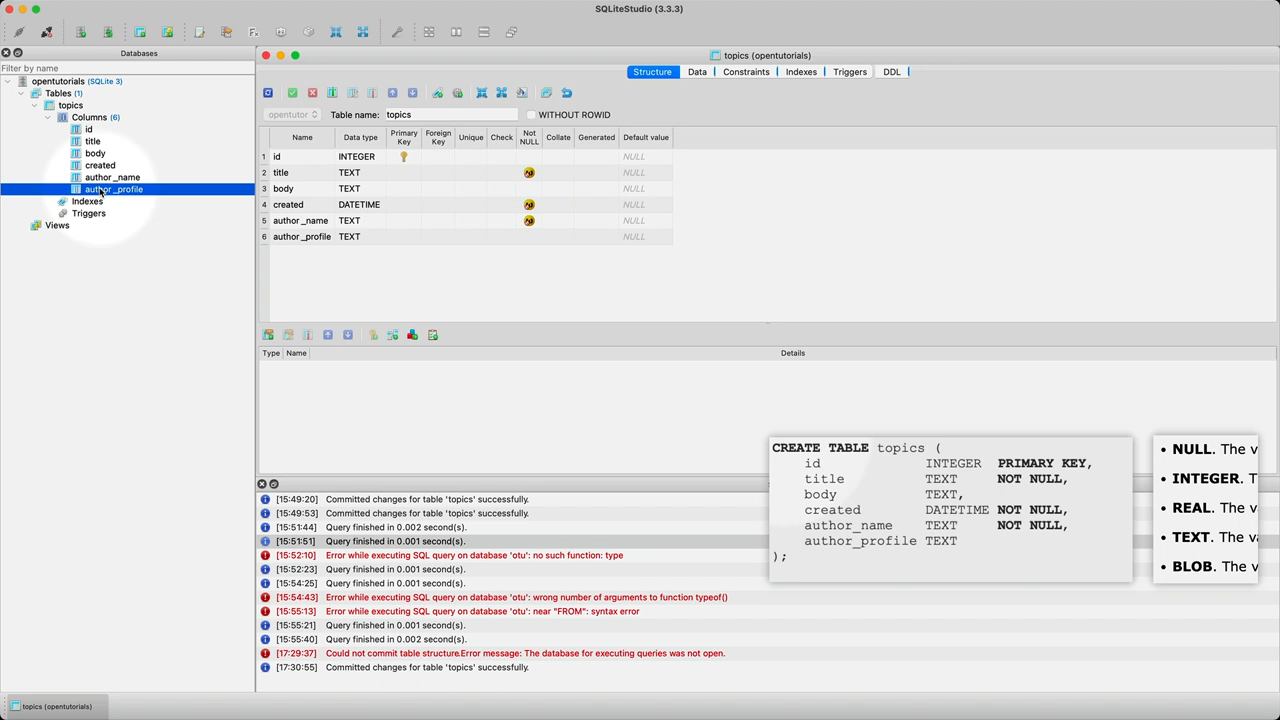 SQLiteStudio (3.3.3)
Databases
Filter by name
opentutorials (SQLite 3)
Tables (1)
topics
Columns (6)
id
title
body
created
author_name
author_profile
Indexes
Triggers
Views
topics (opentutorials)
Structure Data Constraints Indexes Triggers DDL
opentutor Table name: topics WITHOUT ROWID
Name Data type Primary Key Foreign Key Unique Check Not NULL Collate Generated Default value
1 id INTEGER NULL
2 title TEXT NULL
3 body TEXT NULL
4 created DATETIME NULL
5 author_name TEXT NULL
6 author_profile TEXT NULL
Type Name Details
CREATE TABLE topics (
id INTEGER PRIMARY KEY,
title TEXT NOT NULL,
body TEXT,
created DATETIME NOT NULL,
author_name TEXT NOT NULL,
author_profile TEXT
);
• NULL. The v
• INTEGER. T
• REAL. The v
• TEXT. The va
• BLOB. The v
[15:49:20] Committed changes for table 'topics' successfully.
[15:49:53] Committed changes for table 'topics' successfully.
[15:51:44] Query finished in 0.002 second(s).
[15:51:51] Query finished in 0.001 second(s).
[15:52:10] Error while executing SQL query on database 'otu': no such function: type
[15:52:23] Query finished in 0.001 second(s).
[15:54:25] Query finished in 0.001 second(s).
[15:54:43] Error while executing SQL query on database 'otu': wrong number of arguments to function typeof()
[15:55:13] Error while executing SQL query on database 'otu': near "FROM": syntax error
[15:55:21] Query finished in 0.001 second(s).
[15:55:40] Query finished in 0.002 second(s).
[17:29:37] Could not commit table structure.Error message: The database for executing queries was not open.
[17:30:55] Committed changes for table 'topics' successfully.
topics (opentutorials)